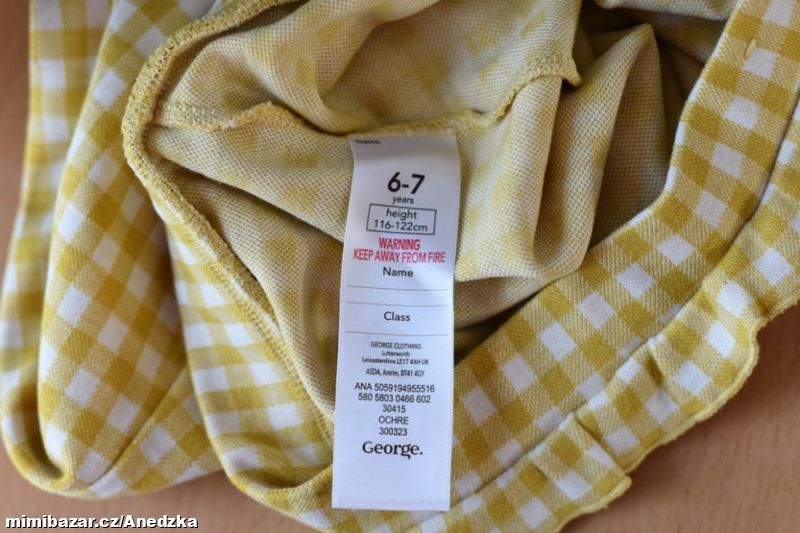 6-7
years
height
116-122cm
WARNING
KEEP AWAY FROM FIRE
Name
Class
GEORGE CLOTHING
Lutterworth
Leicestershire LE17 4XH UK
ASDA, Antrim, BT41 4GY
ANA 5059194955516
580 5803 0466 602
30415
OCHRE
300323
George.
mimibazar.cz/Anedzka